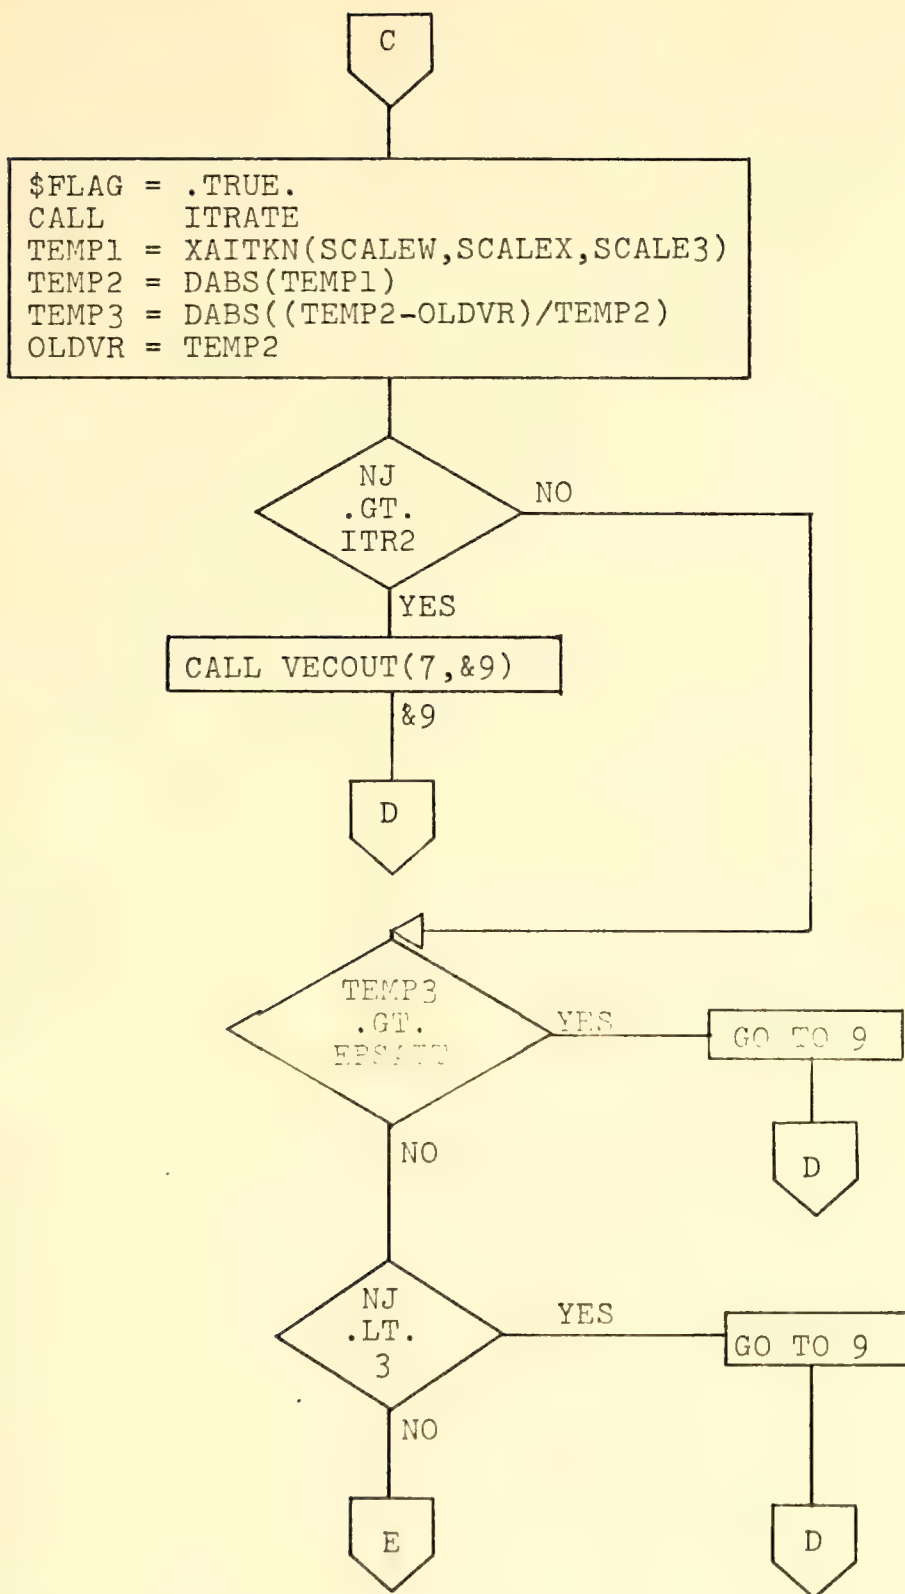 C
$FLAG = .TRUE.
CALL ITRATE
TEMP1 = XAITKN(SCALEW,SCALEX,SCALE3)
TEMP2 = DABS(TEMP1)
TEMP3 = DABS((TEMP2-OLDVR)/TEMP2)
OLDVR = TEMP2
NJ
.GT.
ITR2
NO
YES
CALL VECOUT(7,&9)
&9
D
TEMP3
.GT.
YES
GO TO 9
NO
D
NJ
.LT.
3
YES
GO TO 9
NO
E
D